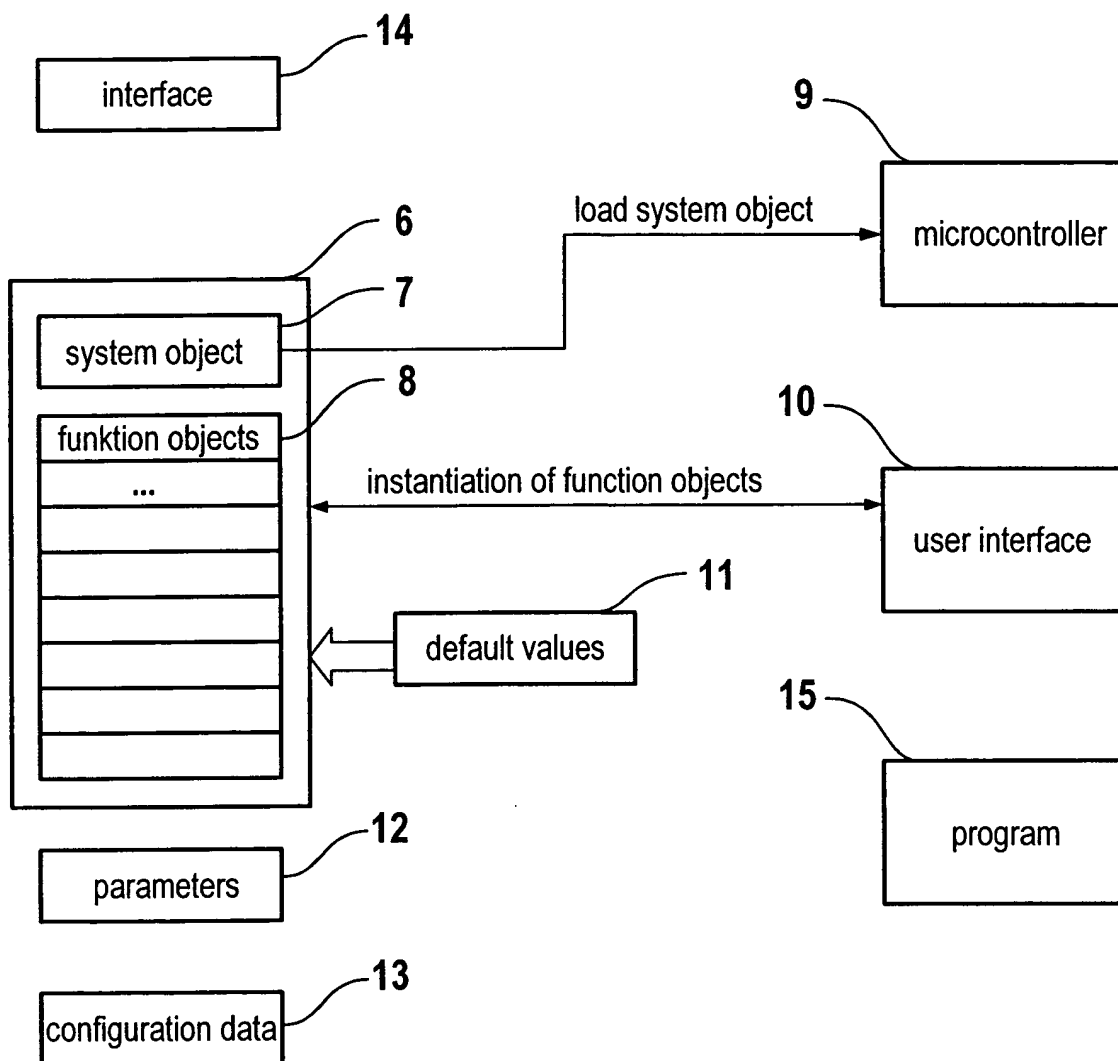 14
interface
9
microcontroller
load system object
6
7
system object
8
funktion objects
...
10
instantiation of function objects
user interface
11
default values
15
program
12
parameters
13
configuration data